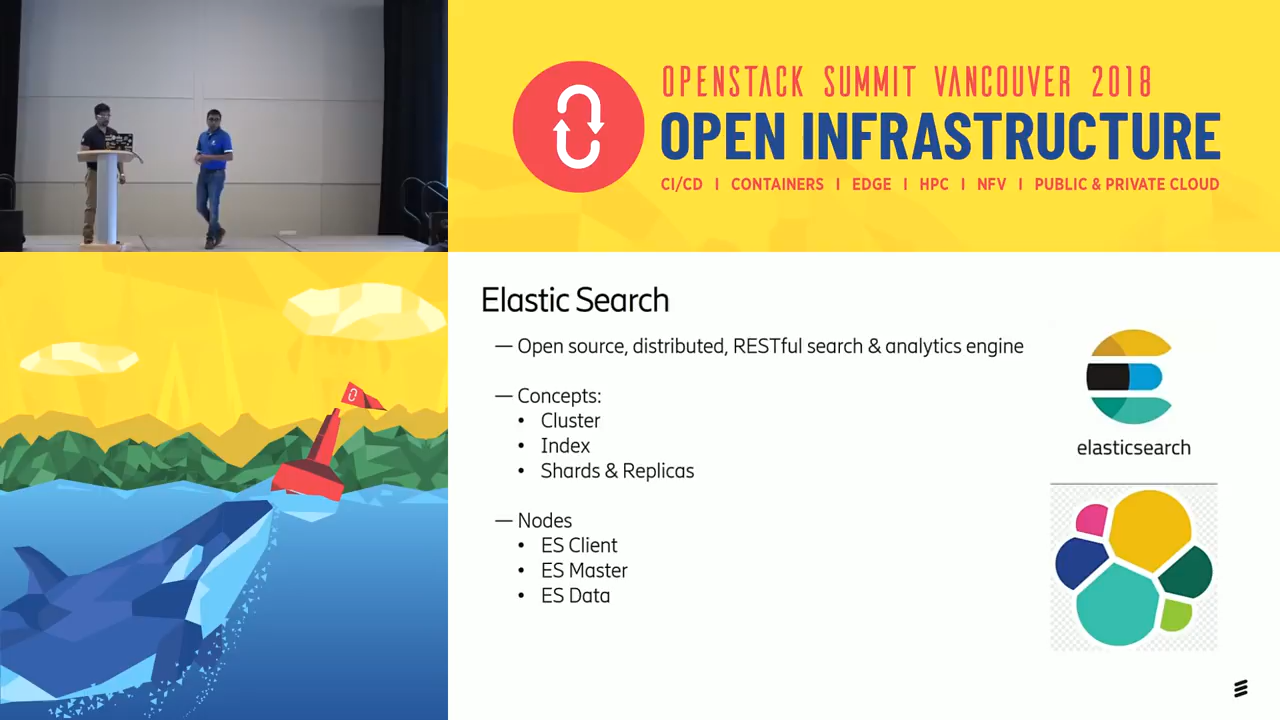 OPENSTACK SUMMIT VANCOUVER 2018
OPEN INFRASTRUCTURE
CI/CD | CONTAINERS | EDGE | HPC | NFV | PUBLIC & PRIVATE CLOUD
Elastic Search
— Open source, distributed, RESTful search & analytics engine
— Concepts:
• Cluster
• Index
• Shards & Replicas
— Nodes
• ES Client
• ES Master
• ES Data
elasticsearch